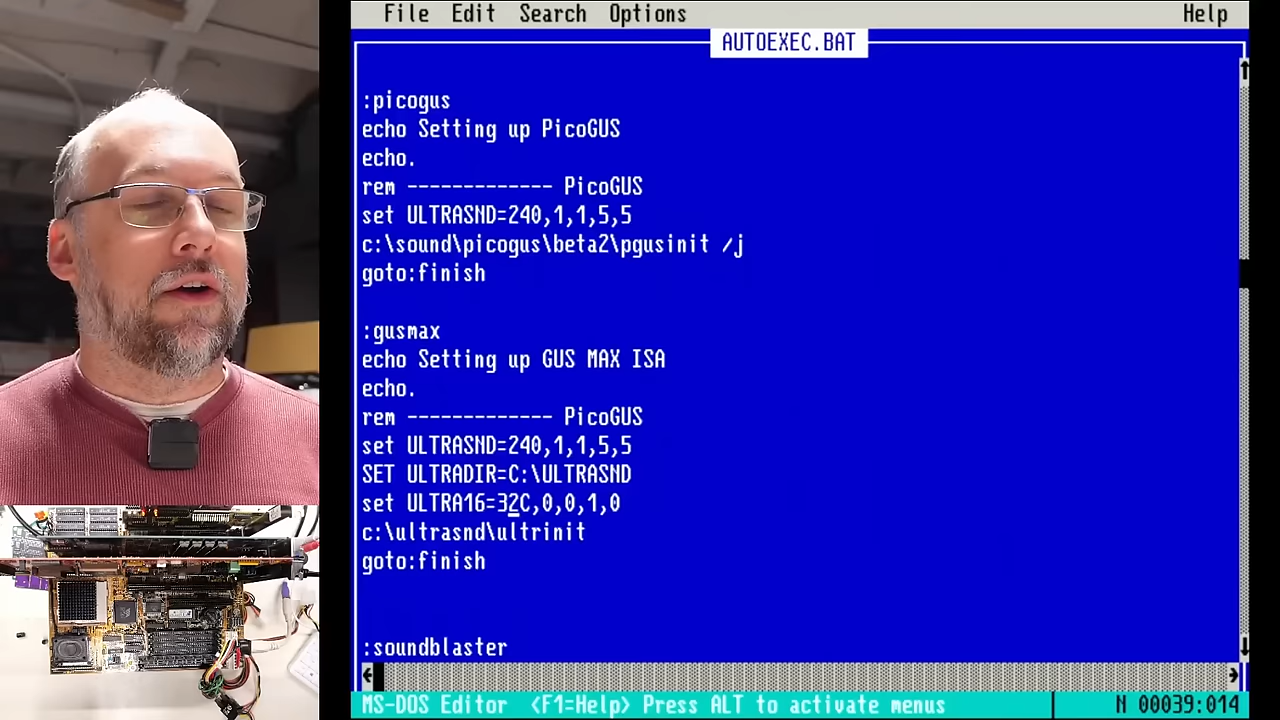 File Edit Search Options Help
AUTOEXEC.BAT
:picogus
echo Setting up PicoGUS
echo.
rem ------------- PicoGUS
set ULTRASND=240,1,1,5,5
c:\sound\picogus\beta2\pgusinit /j
goto:finish
:gusmax
echo Setting up GUS MAX ISA
echo.
rem ------------- PicoGUS
set ULTRASND=240,1,1,5,5
SET ULTRADIR=C:\ULTRASND
set ULTRA16=32C,0,0,1,0
c:\ultrasnd\ultrinit
goto:finish
:soundblaster
MS-DOS Editor <F1=Help> Press ALT to activate menus N 00039:014